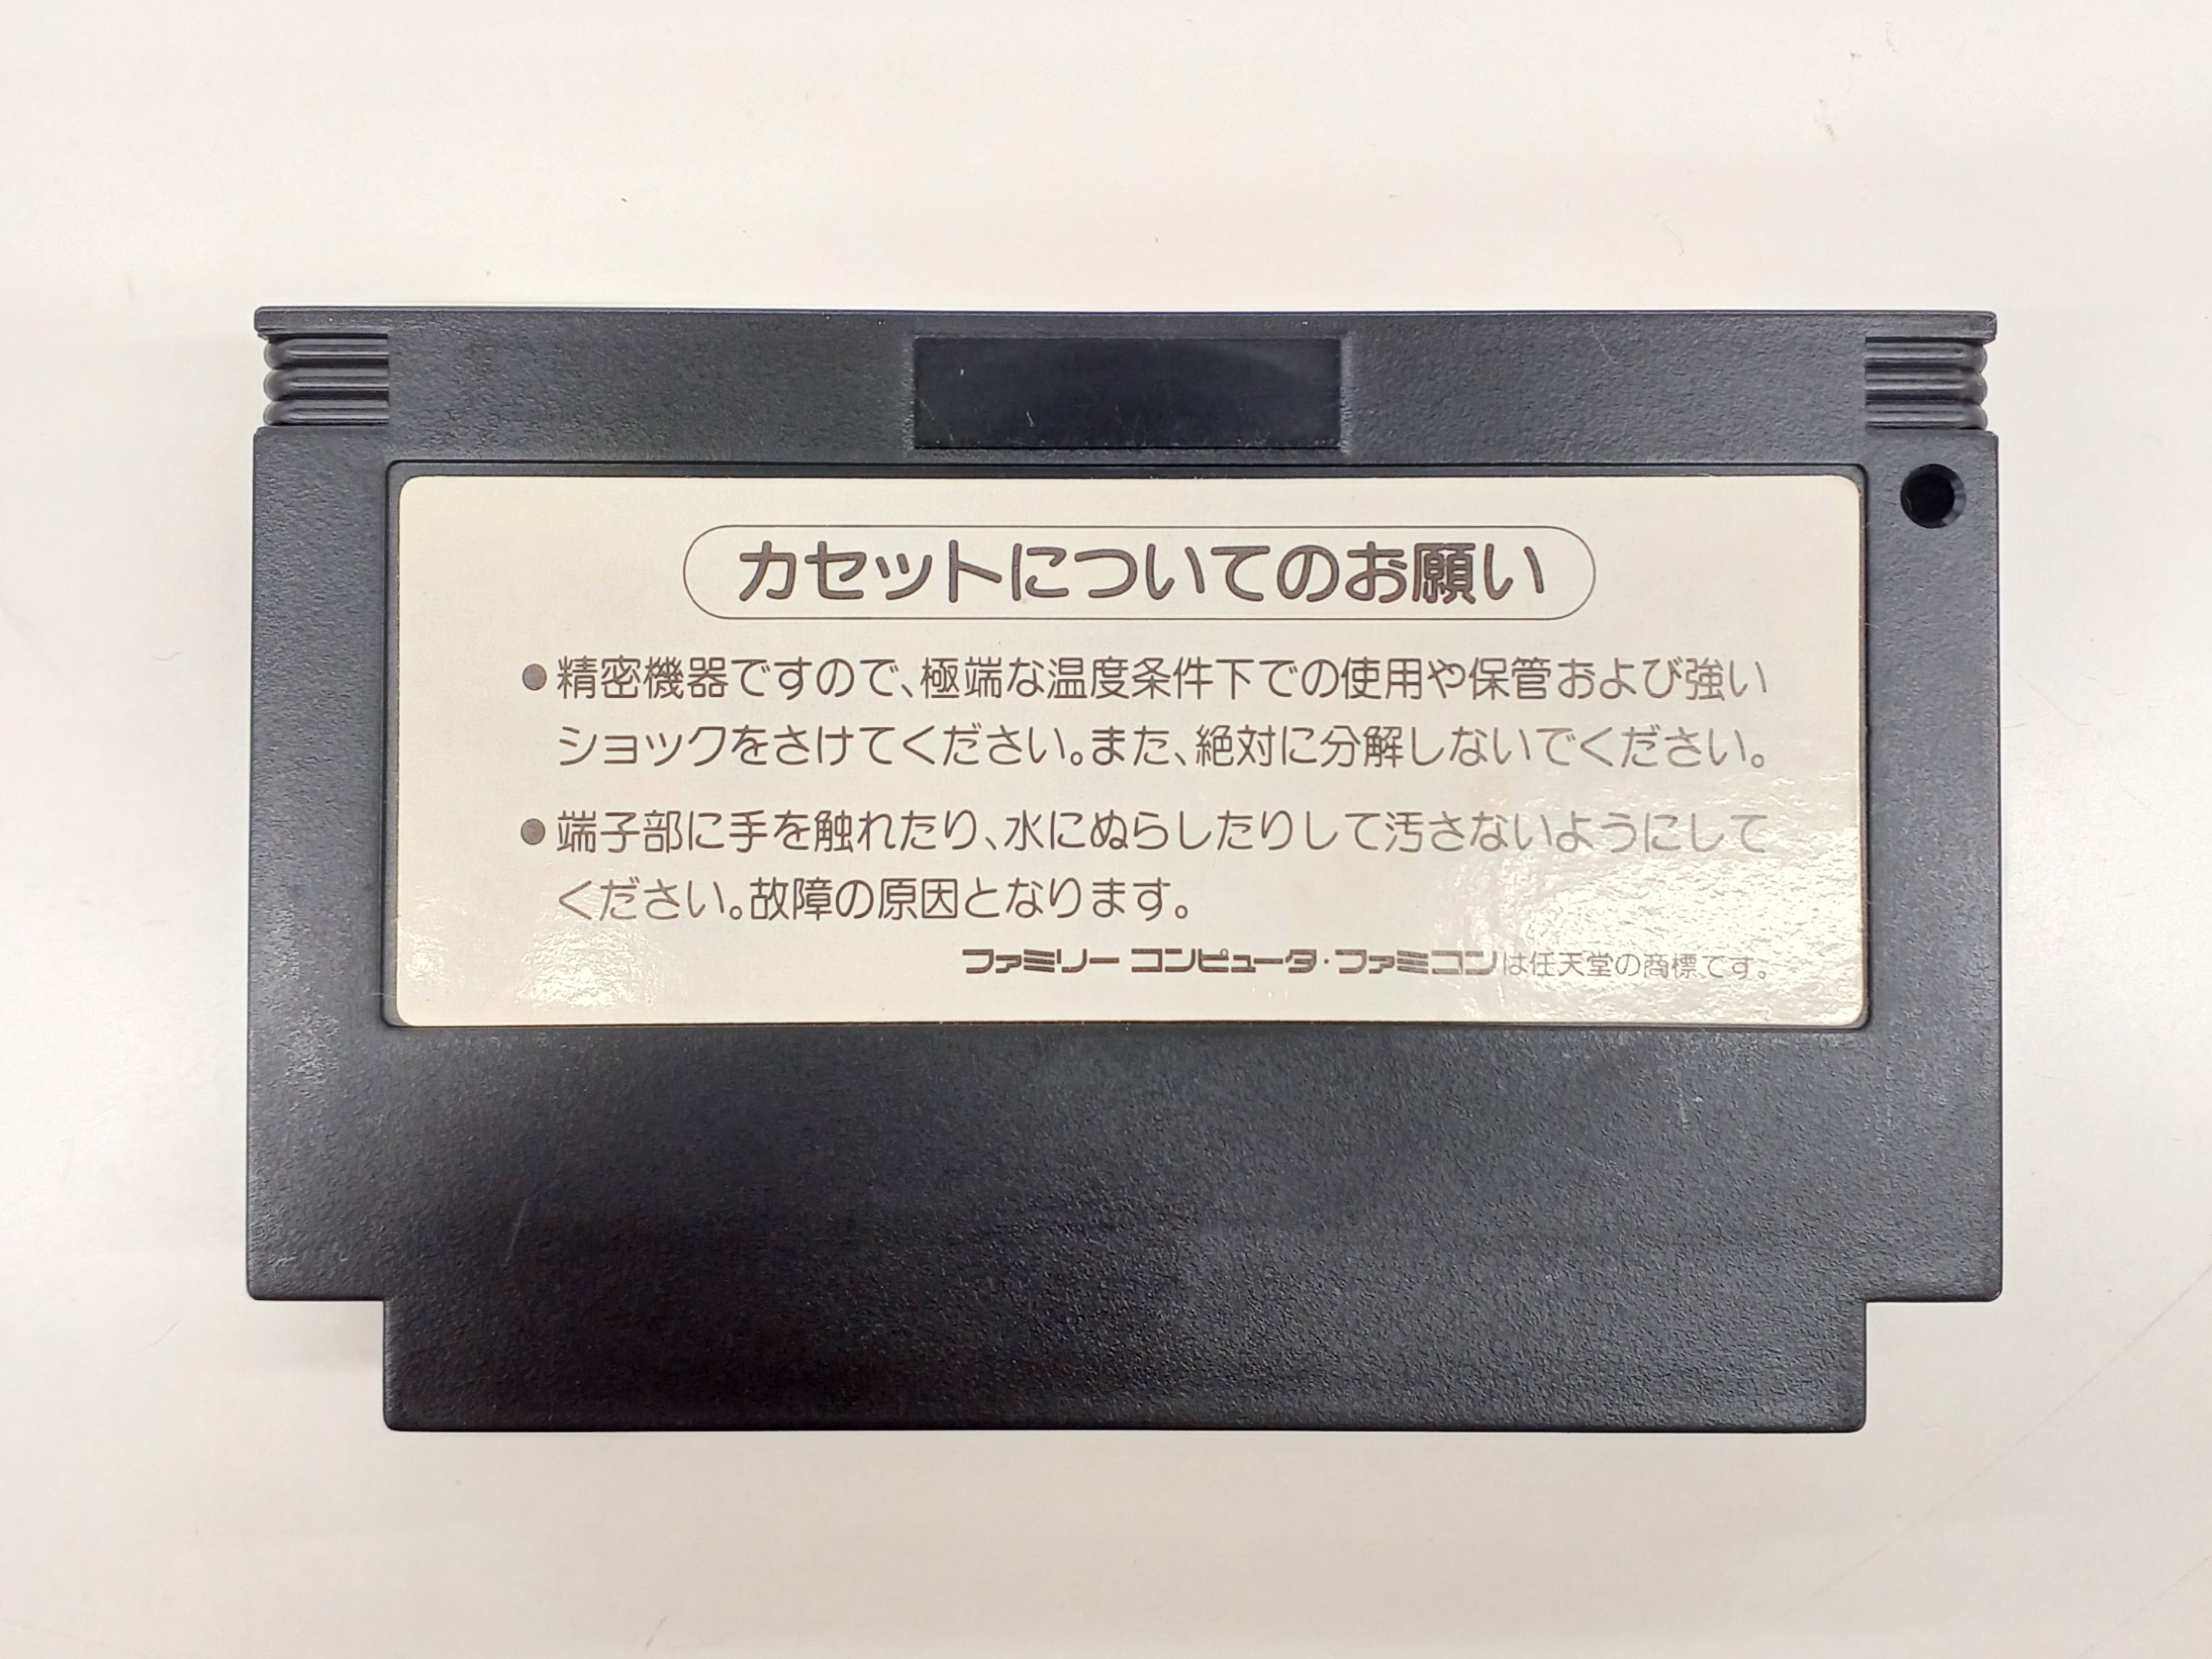 カセットについてのお願い
●精密機器ですので、極端な温度条件下での使用や保管および強い
ショックをさけてください。また、絶対に分解しないでください。
●端子部に手を触れたり、水にぬらしたりして汚さないようにして
ください。故障の原因となります。
ファミリー コンピュータ・ファミコンは任天堂の商標です。